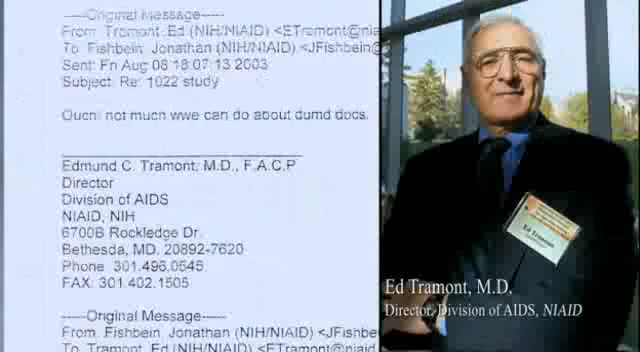 -----Original Message-----
From: Tramont, Ed (NIH/NIAID) <ETramont@nia
To: Fishbein, Jonathan (NIH/NIAID) <JFishbein@
Sent: Fri Aug 08 18:07:13 2003
Subject: Re: 1022 study
Ouch! not much wwe can do about dumd docs.
Edmund C. Tramont, M.D., F.A.C.P
Director
Division of AIDS
NIAID, NIH
6700B Rockledge Dr.
Bethesda, MD. 20892-7620
Phone 301.496.0545
FAX: 301.402.1505
-----Original Message-----
From: Fishbein, Jonathan (NIH/NIAID) <JFishbe
To: Tramont, Ed (NIH/NIAID) <ETramont@niaid
Ed Tramont
Ed Tramont, M.D.
Director, Division of AIDS, NIAID